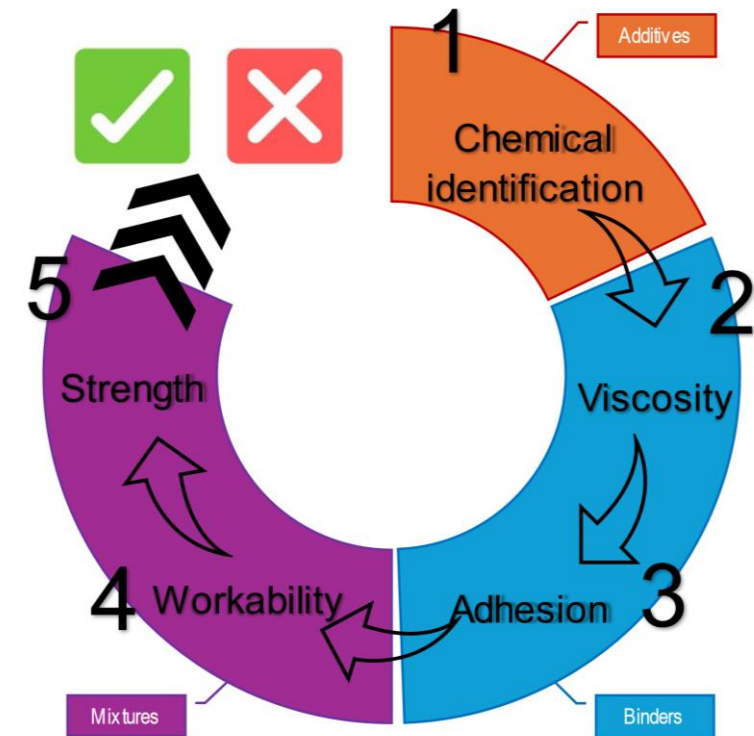 1
Additives
Chemical
identification
2
Viscosity
3
Adhesion
Binders
4
Workability
Mixtures
5
Strength